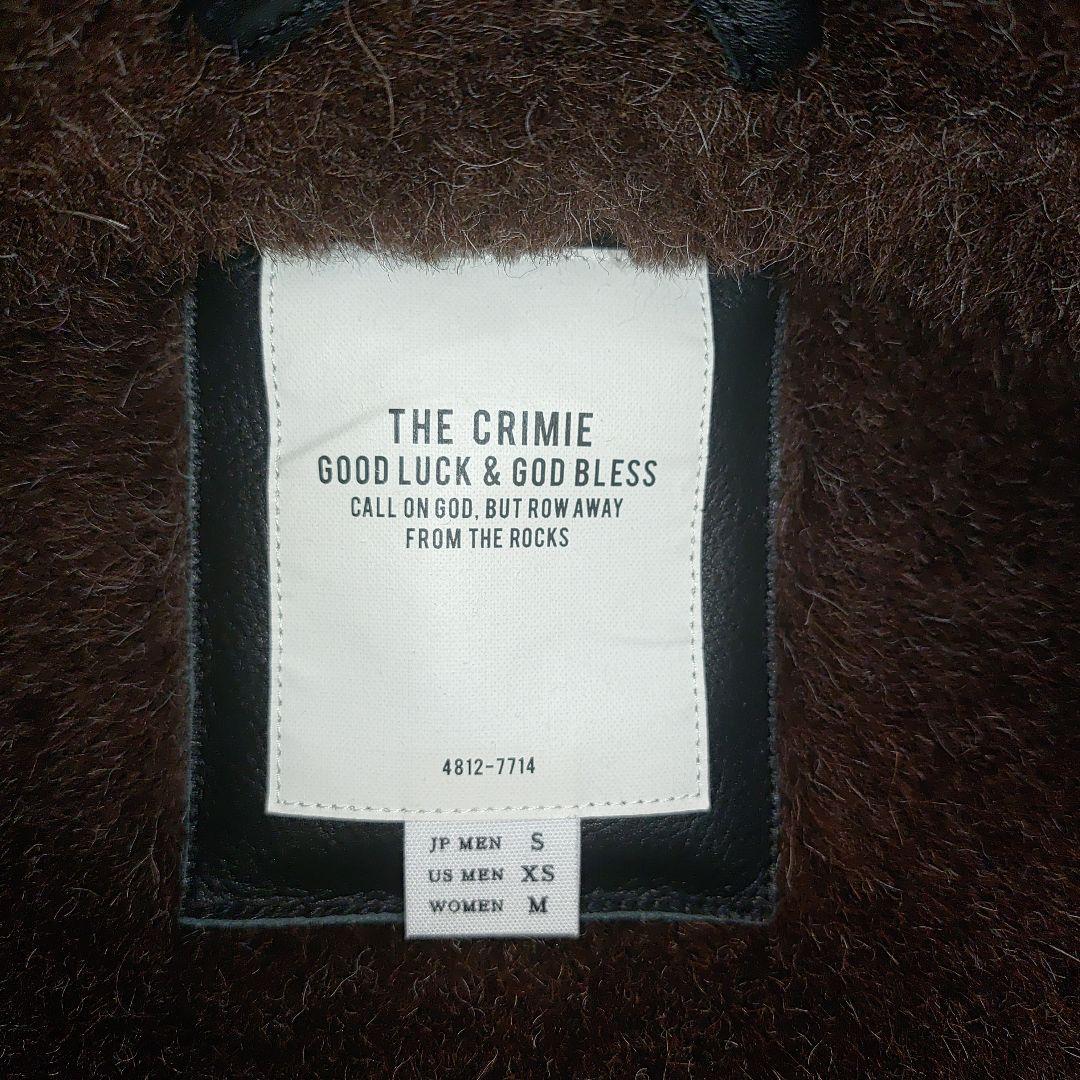 THE CRIMIE
GOOD LUCK & GOD BLESS
CALL ON GOD, BUT ROW AWAY
FROM THE ROCKS
4812-7714
JP MEN S
US MEN XS
WOMEN M